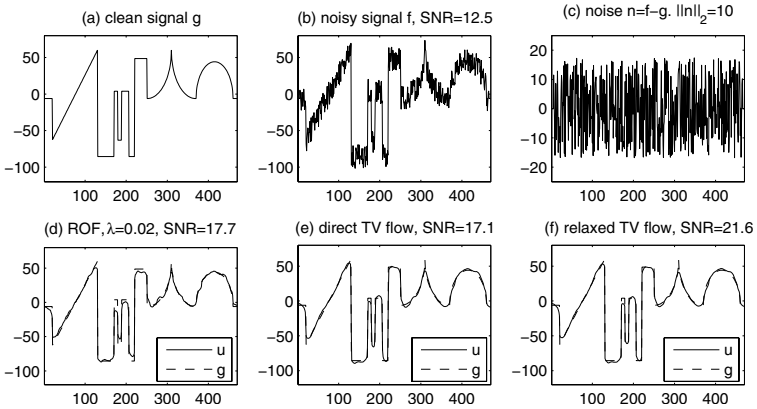 (a) clean signal g
(b) noisy signal f, SNR=12.5
(c) noise n=f−g. ||n||2=10
50
0
−50
−100
100 200 300 400
50
0
−50
−100
100 200 300 400
20
10
0
−10
−20
100 200 300 400
(d) ROF, λ=0.02, SNR=17.7
(e) direct TV flow, SNR=17.1
(f) relaxed TV flow, SNR=21.6
50
0
−50
−100
u
g
100 200 300 400
50
0
−50
−100
u
g
100 200 300 400
50
0
−50
−100
u
g
100 200 300 400